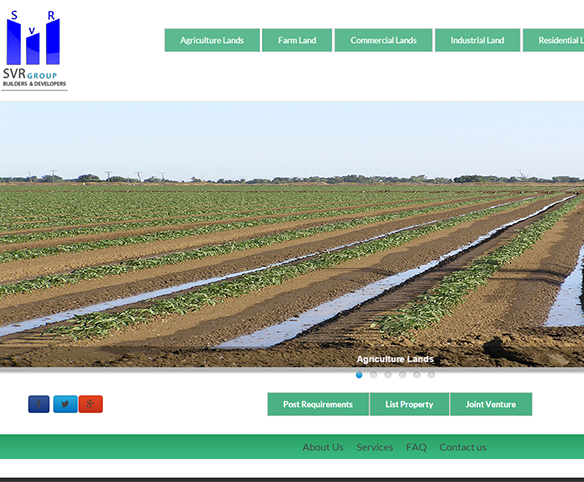 S V R
SVR GROUP
BUILDERS & DEVELOPERS
Agriculture Lands
Farm Land
Commercial Lands
Industrial Land
Residential L
Agriculture Lands
Post Requirements
List Property
Joint Venture
About Us
Services
FAQ
Contact us